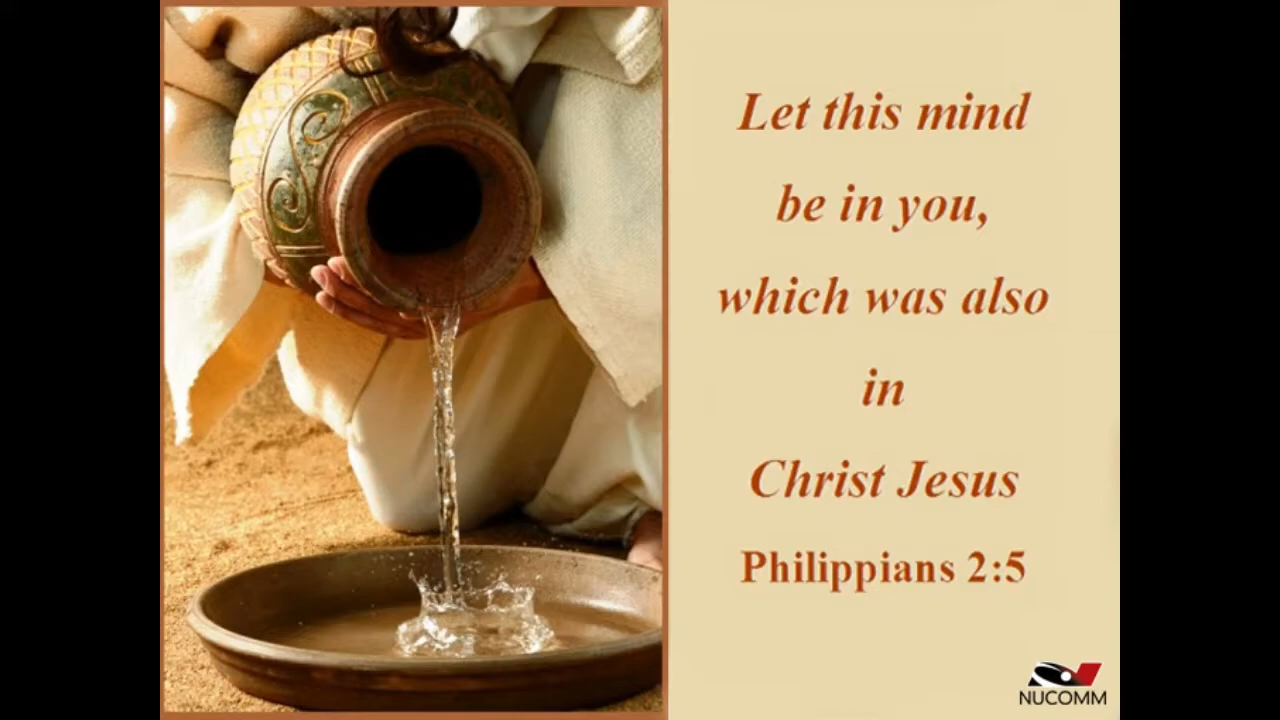 Let this mind
be in you,
which was also
in
Christ Jesus
Philippians 2:5
NUCOMM